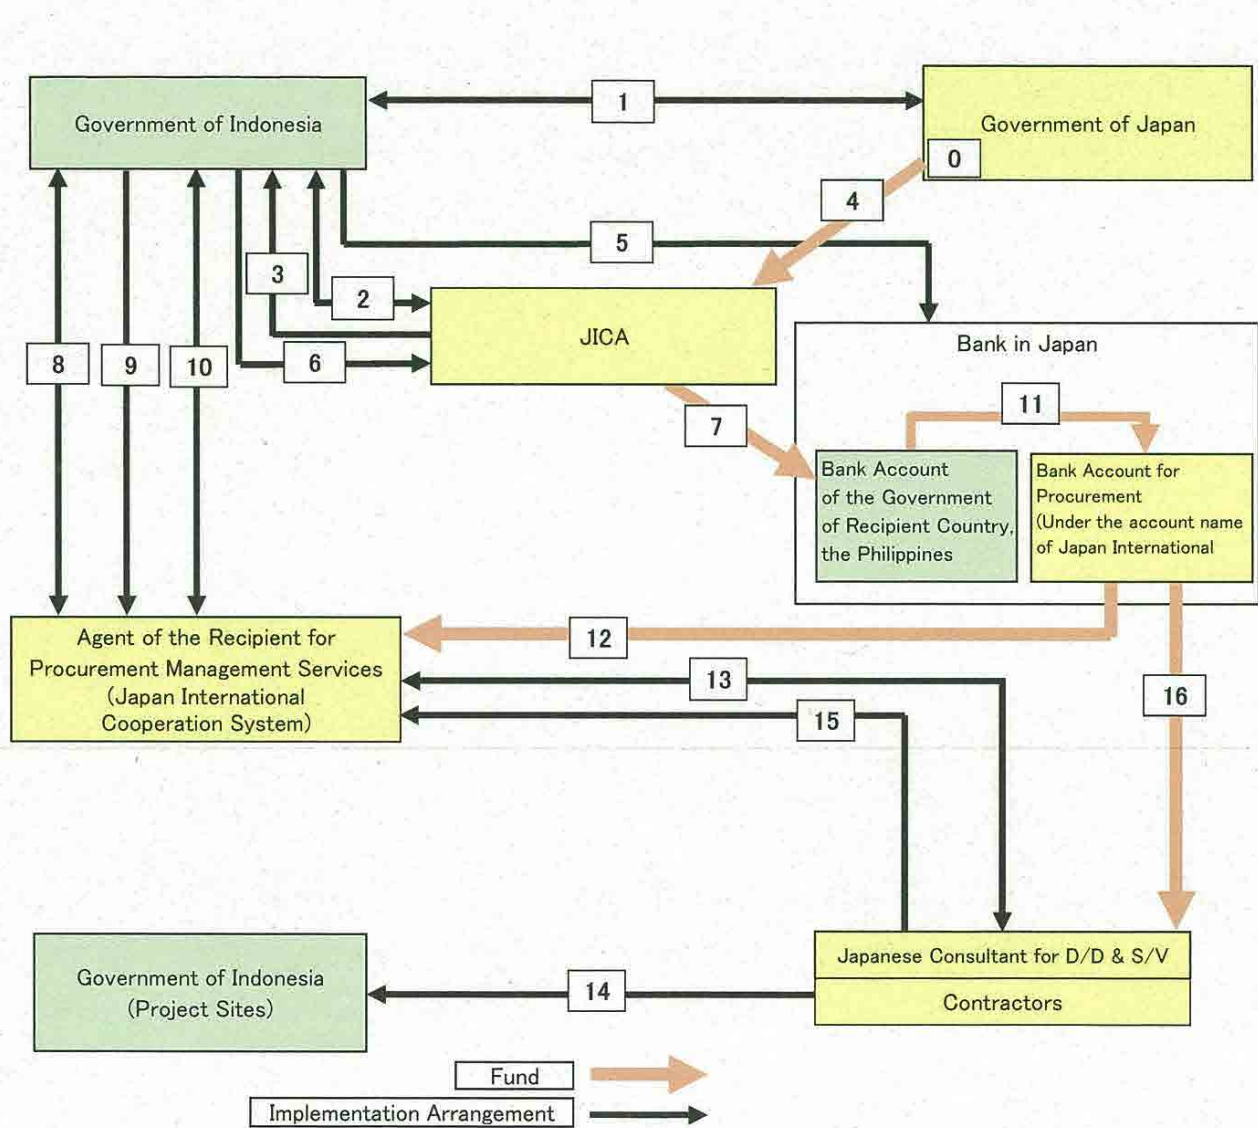 Government of Indonesia
1
Government of Japan
0
4
5
3
2
JICA
Bank in Japan
8
9
10
6
7
11
Bank Account
of the Government
of Recipient Country,
the Philippines
Bank Account for
Procurement
(Under the account name
of Japan International
Agent of the Recipient for
Procurement Management Services
(Japan International
Cooperation System)
12
13
15
16
Government of Indonesia
(Project Sites)
14
Japanese Consultant for D/D & S/V
Contractors
Fund
Implementation Arrangement